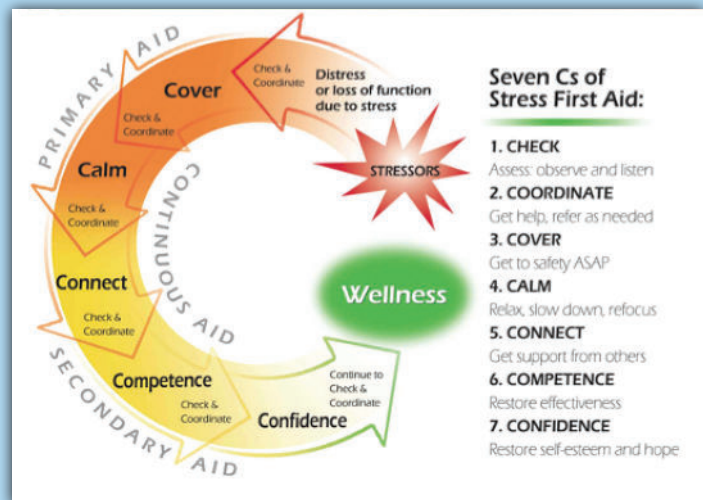 PRIMARY AID
Check &
Coordinate
Distress
or loss of function
due to stress
Cover
Check &
Coordinate
STRESSORS
Calm
CONTINUOUS AID
Check &
Coordinate
Connect
Wellness
Check &
Coordinate
Competence
Continue to
Check &
Coordinate
Check &
Coordinate
Confidence
SECONDARY AID
Seven Cs of
Stress First Aid:
1. CHECK
Assess: observe and listen
2. COORDINATE
Get help, refer as needed
3. COVER
Get to safety ASAP
4. CALM
Relax, slow down, refocus
5. CONNECT
Get support from others
6. COMPETENCE
Restore effectiveness
7. CONFIDENCE
Restore self-esteem and hope